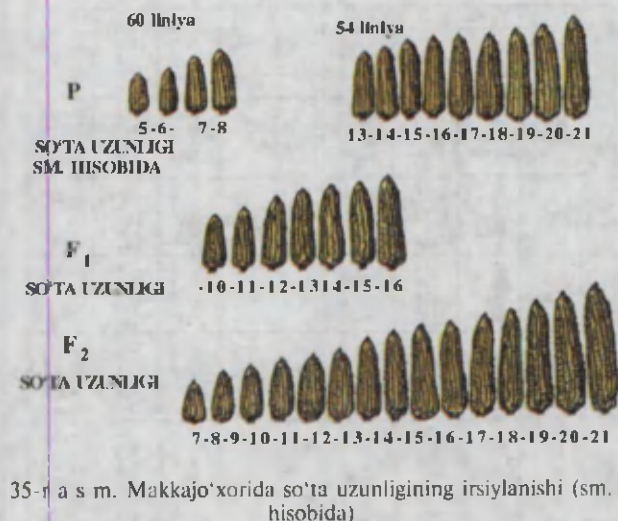 60 liniya
54 liniya
P
5-6- 7-8
13-14-15-16-17-18-19-20-21
SO'TA UZUNLIGI
SM. HISOBIDA
F1
-10-11-12-1314-15-16
SO'TA UZUNLIGI
F2
SO'TA UZUNLIGI
7-8-9-10-11-12-13-14-15-16-17-18-19-20-21
35-r a s m. Makkajo'xorida so'ta uzunligining irsiylanishi (sm.
hisobida)